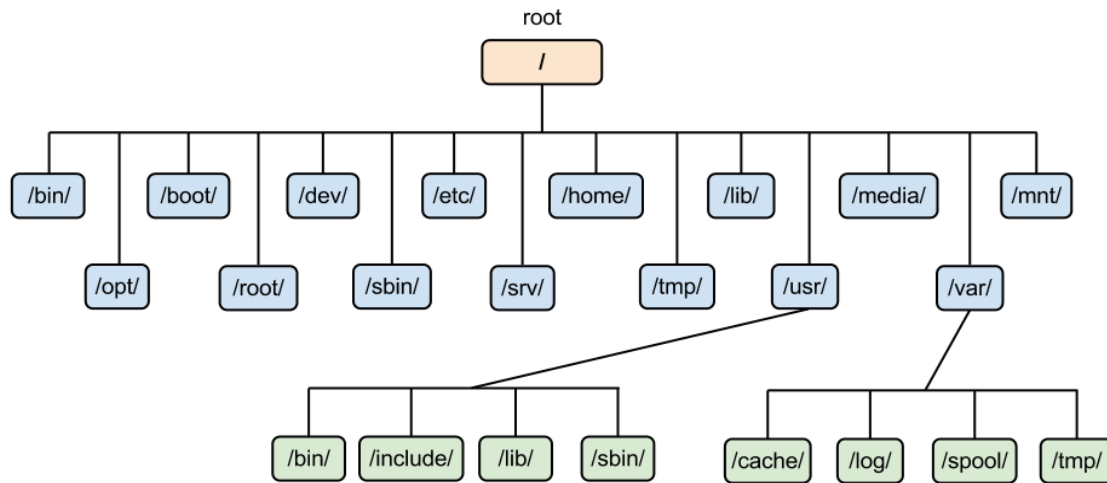 root
/
/bin/ /boot/ /dev/ /etc/ /home/ /lib/ /media/ /mnt/
/opt/ /root/ /sbin/ /srv/ /tmp/ /usr/ /var/
/bin/ /include/ /lib/ /sbin/ /cache/ /log/ /spool/ /tmp/